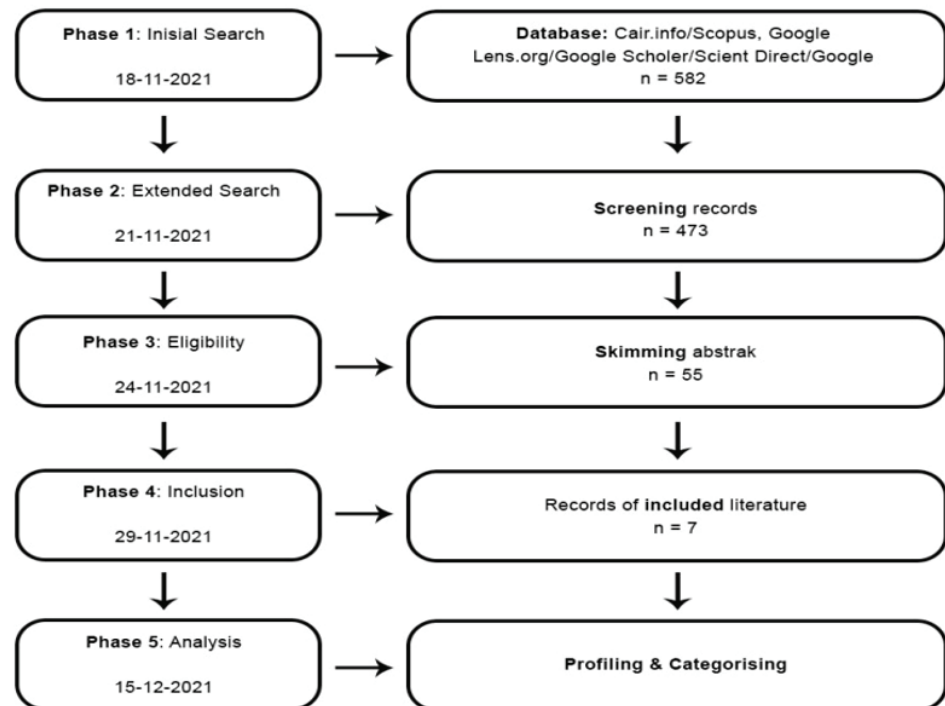 Phase 1: Inisial Search
18-11-2021
Database: Cair.info/Scopus, Google
Lens.org/Google Scholer/Scient Direct/Google
n = 582
Phase 2: Extended Search
21-11-2021
Screening records
n = 473
Phase 3: Eligibility
24-11-2021
Skimming abstrak
n = 55
Phase 4: Inclusion
29-11-2021
Records of included literature
n = 7
Phase 5: Analysis
15-12-2021
Profiling & Categorising